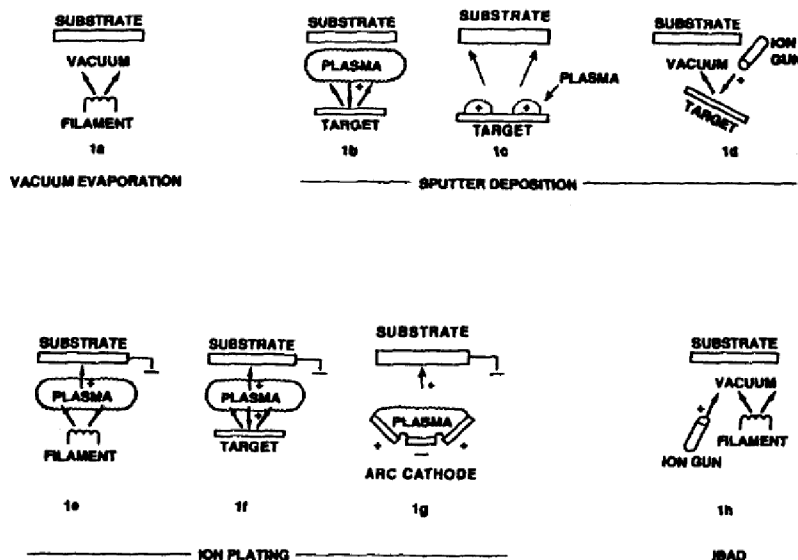 SUBSTRATE
VACUUM
FILAMENT
1a
VACUUM EVAPORATION
SUBSTRATE
PLASMA
+
TARGET
1b
SUBSTRATE
PLASMA
+ +
TARGET
1c
SUBSTRATE
ION
GUN
VACUUM
+
TARGET
1d
SPUTTER DEPOSITION
SUBSTRATE
+
PLASMA
FILAMENT
1e
SUBSTRATE
+
PLASMA
+
TARGET
1f
SUBSTRATE
+
PLASMA
+ − +
ARC CATHODE
1g
ION PLATING
SUBSTRATE
VACUUM
+
FILAMENT
ION GUN
1h
IBAD